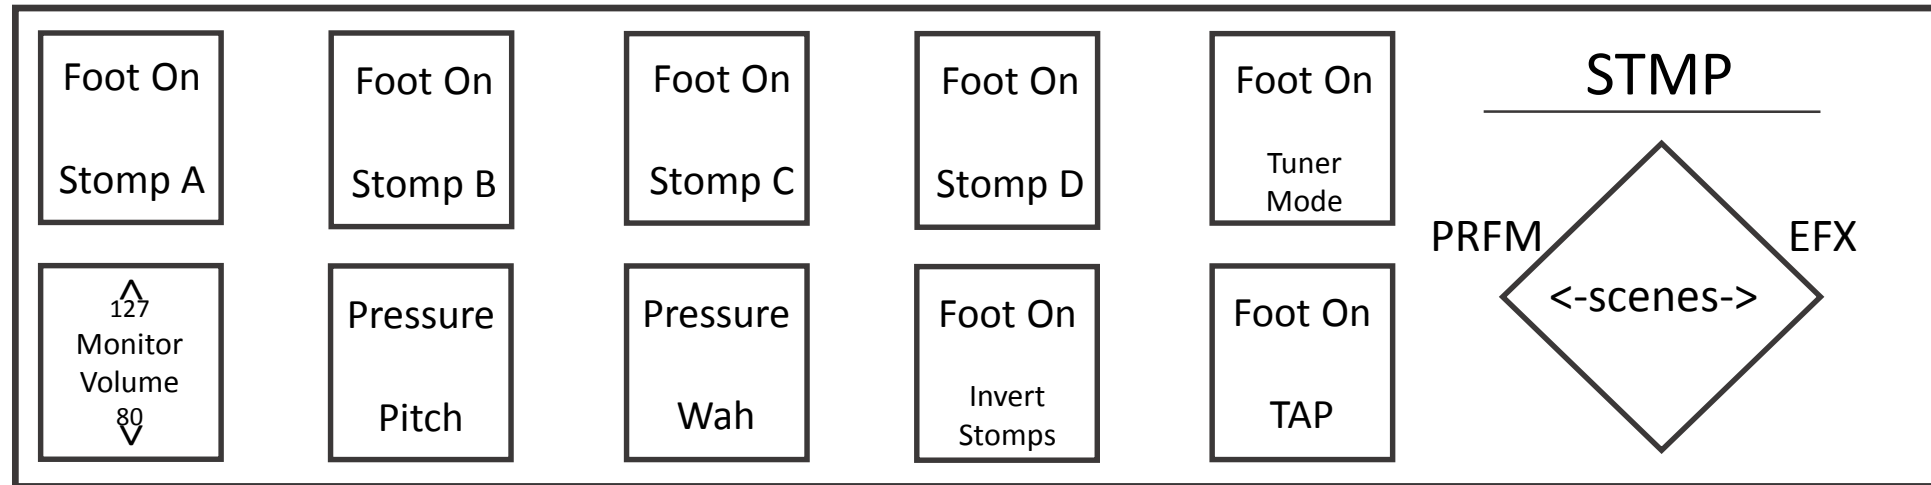 Foot On
Stomp A
Foot On
Stomp B
Foot On
Stomp C
Foot On
Stomp D
Foot On
Tuner
Mode
STMP
PRFM
EFX
<-scenes->
^
127
Monitor
Volume
80
v
Pressure
Pitch
Pressure
Wah
Foot On
Invert
Stomps
Foot On
TAP